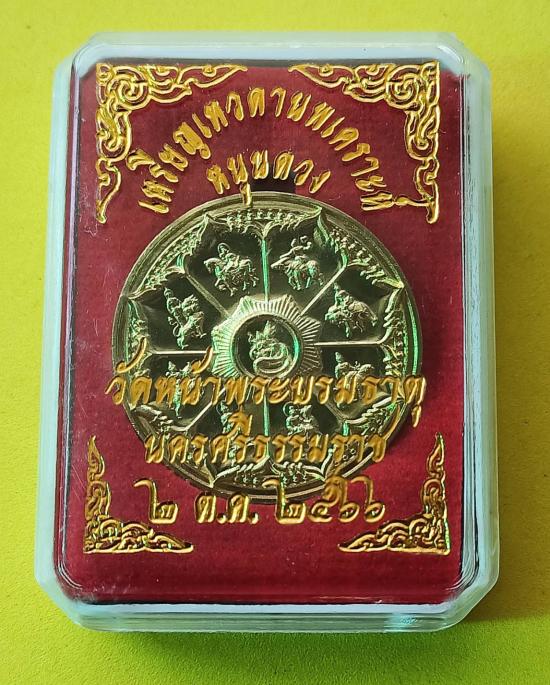 เหรียญเทวดานพเคราะห์
หนุนดวง
วัดหน้าพระบรมธาตุ
นครศรีธรรมราช
๒ ต.ค. ๒๕๖๖